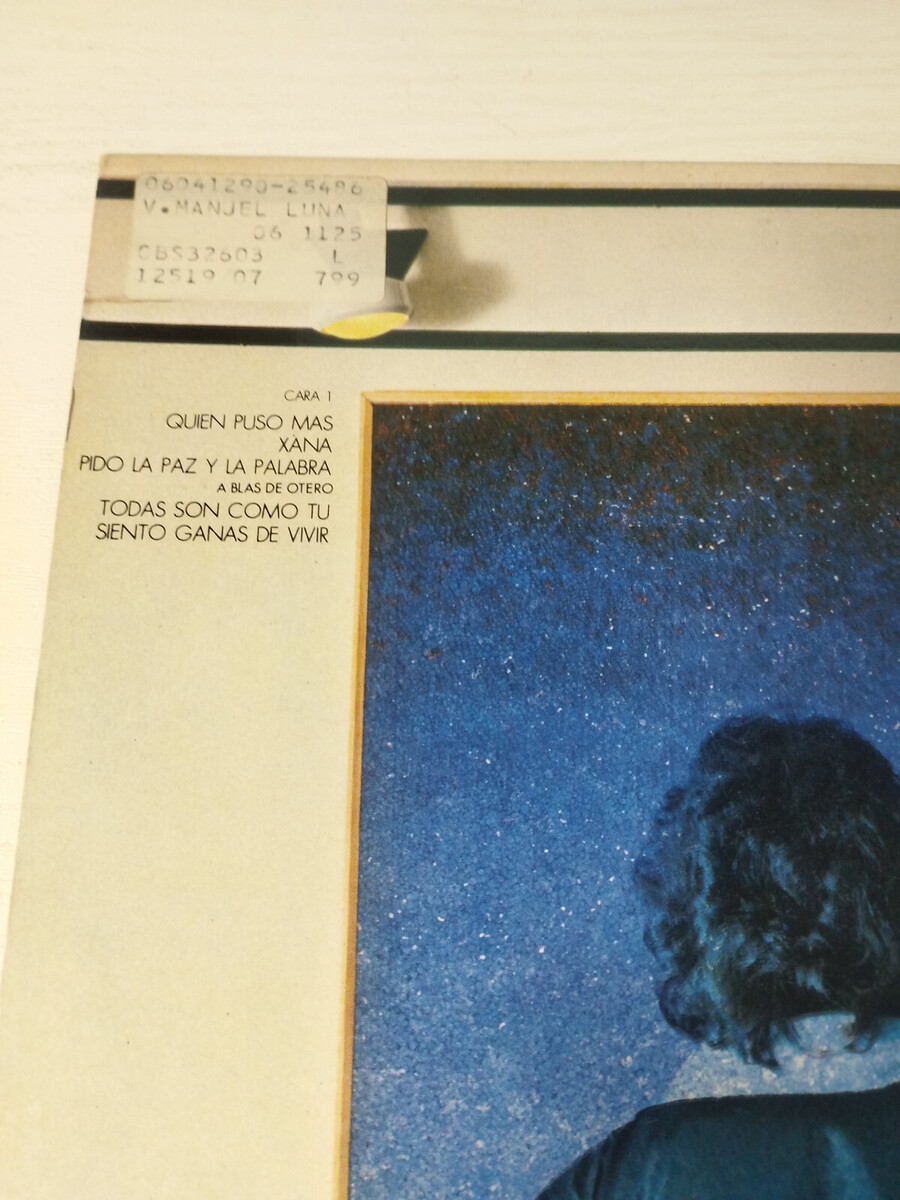 06041290-25486
V.MANJEL LUNA
06 1125
CBS32603 L
12519 07 799
CARA 1
QUIEN PUSO MAS
XANA
PIDO LA PAZ Y LA PALABRA
A BLAS DE OTERO
TODAS SON COMO TU
SIENTO GANAS DE VIVIR